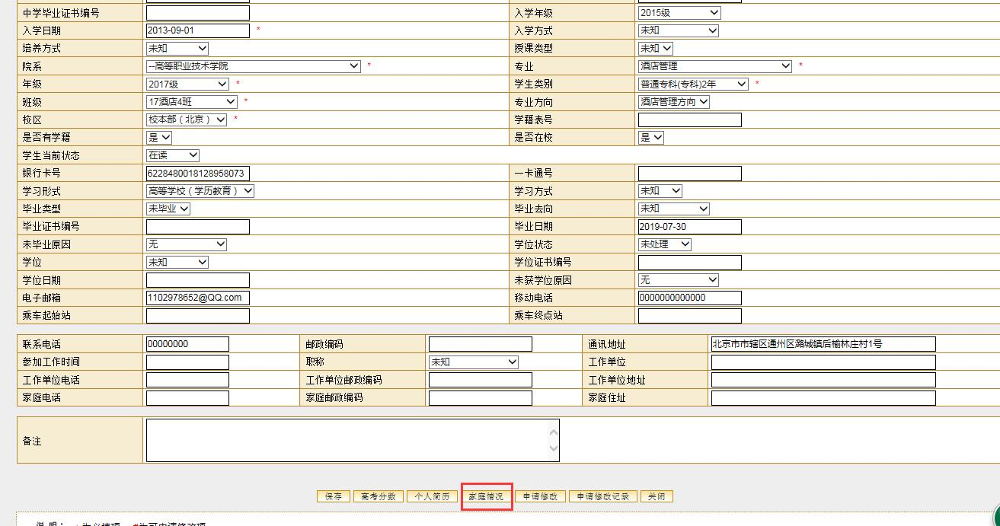 中学毕业证书编号 入学年级 2015级
入学日期 2013-09-01 * 入学方式 未知
培养方式 未知 授课类型 未知
院系 --高等职业技术学院 * 专业 酒店管理 *
年级 2017级 * 学生类别 普通专科(专科)2年 *
班级 17酒店4班 * 专业方向 酒店管理方向
校区 校本部（北京） * 学籍表号
是否有学籍 是 是否在校 是
学生当前状态 在读
银行卡号 6228480018128958073 一卡通号
学习形式 高等学校（学历教育） 学习方式 未知
毕业类型 未毕业 毕业去向 未知
毕业证书编号 毕业日期 2019-07-30
未毕业原因 无 学位状态 未处理
学位 未知 学位证书编号
学位日期 未获学位原因 无
电子邮箱 1102978652@QQ.com 移动电话 0000000000000
乘车起始站 乘车终点站
联系电话 00000000 邮政编码 通讯地址 北京市市辖区通州区潞城镇后榆林庄村1号
参加工作时间 职称 未知 工作单位
工作单位电话 工作单位邮政编码 工作单位地址
家庭电话 家庭邮政编码 家庭住址
备注
保存 高考分数 个人简历 家庭情况 申请修改 申请修改记录 关闭